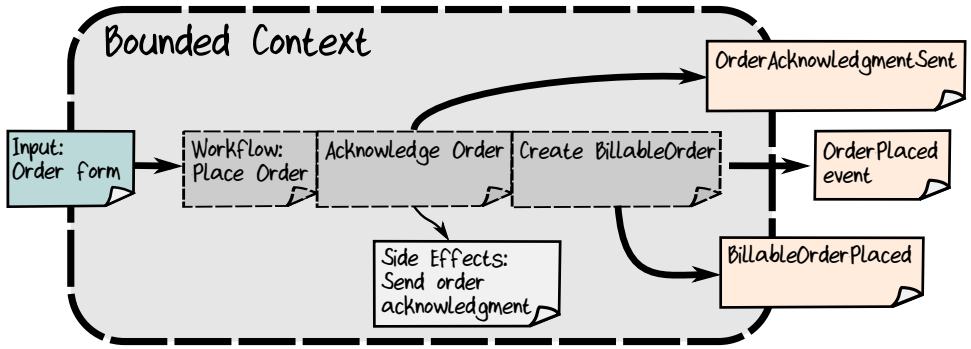 Bounded Context
OrderAcknowledgmentSent
Input:
Order form
Workflow:
Place Order
Acknowledge Order
Create BillableOrder
OrderPlaced
event
Side Effects:
Send order
acknowledgment
BillableOrderPlaced